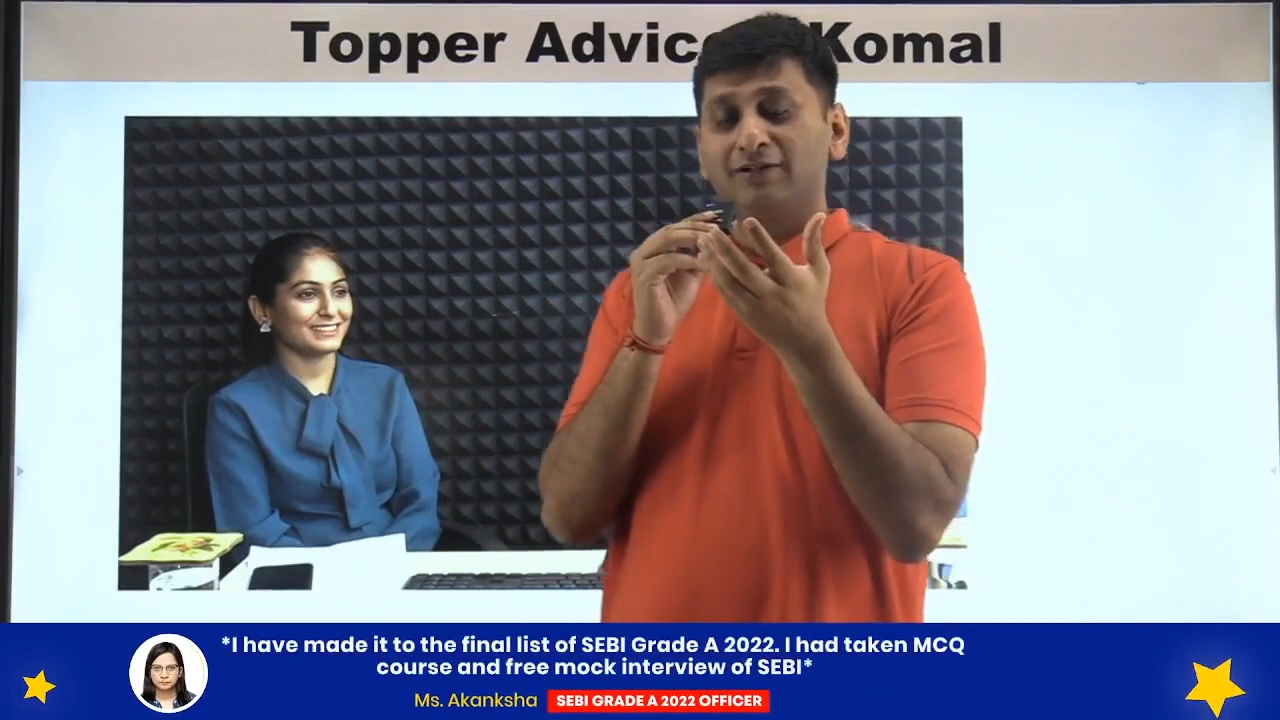 Topper Advice Komal
*I have made it to the final list of SEBI Grade A 2022. I had taken MCQ
course and free mock interview of SEBI*
Ms. Akanksha SEBI GRADE A 2022 OFFICER